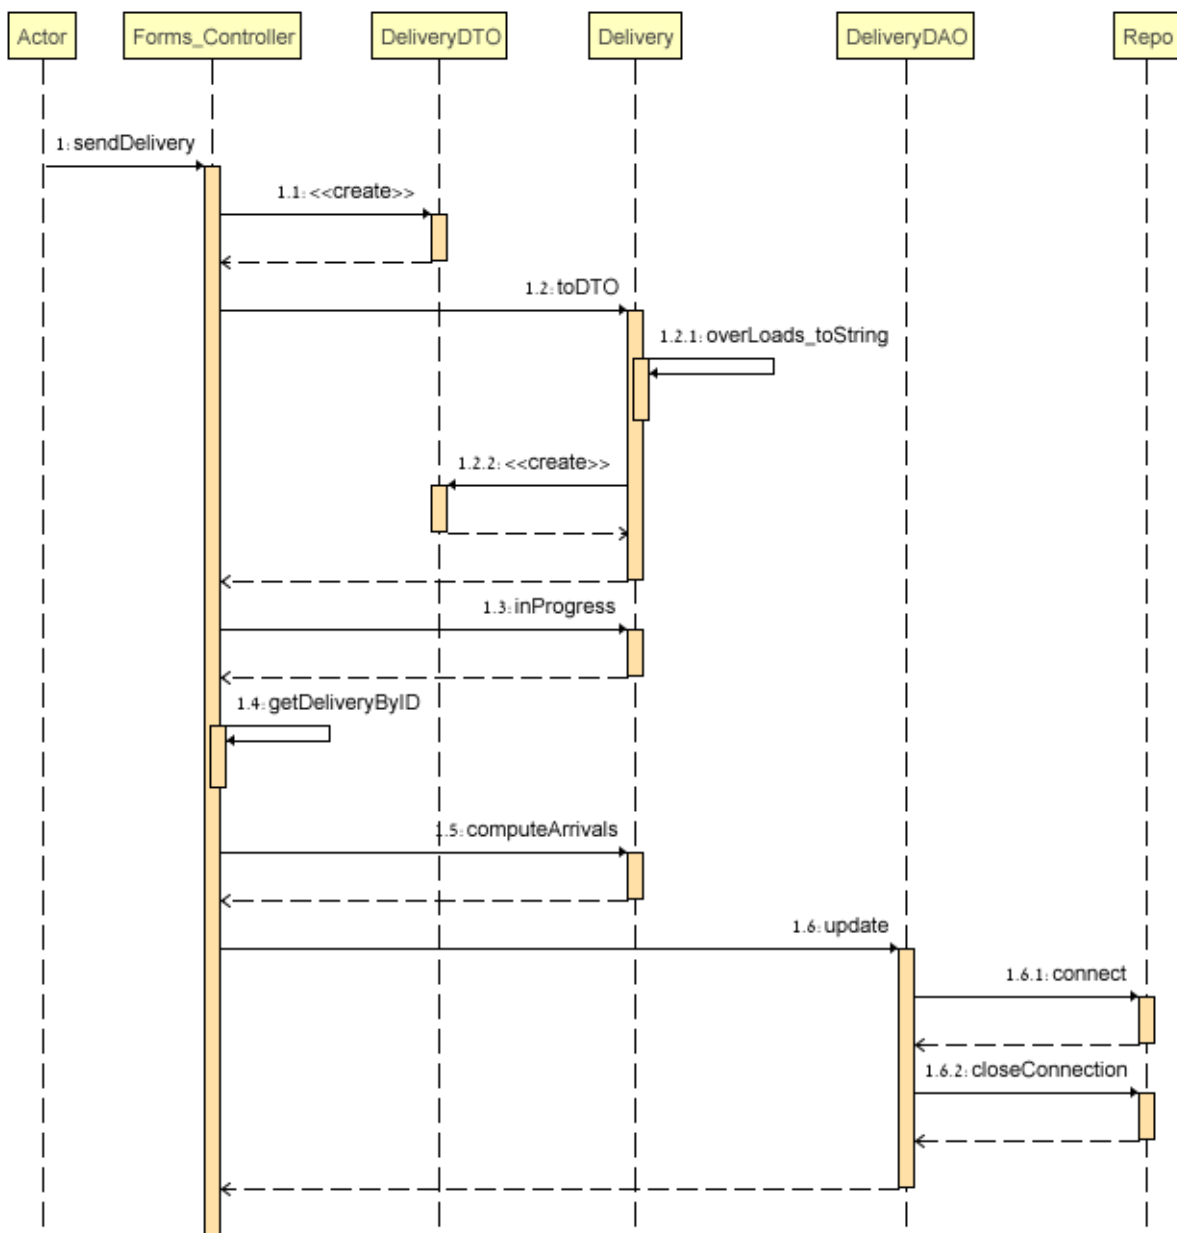 Actor
Forms_Controller
DeliveryDTO
Delivery
DeliveryDAO
Repo
1: sendDelivery
1.1: <<create>>
1.2: toDTO
1.2.1: overLoads_toString
1.2.2: <<create>>
1.3: inProgress
1.4: getDeliveryByID
1.5: computeArrivals
1.6: update
1.6.1: connect
1.6.2: closeConnection